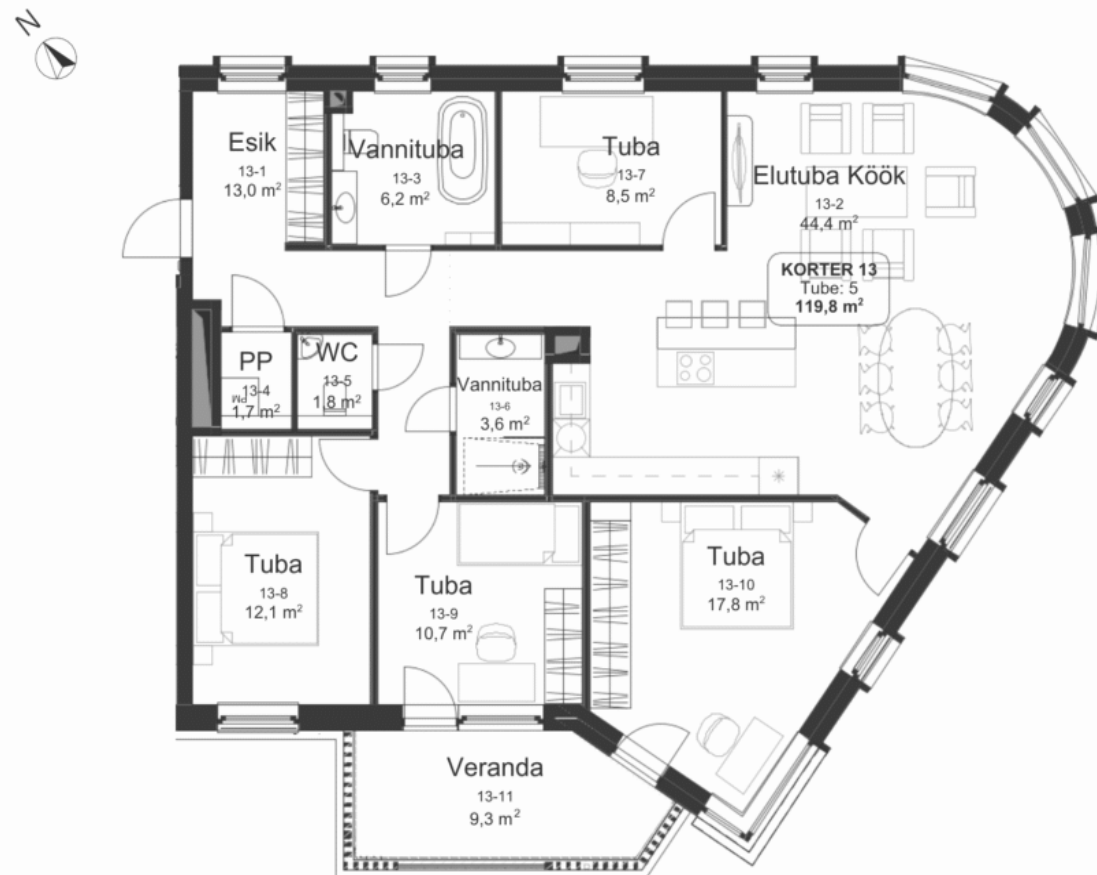 N
Esik
13-1
13,0 m²
Vannituba
13-3
6,2 m²
Tuba
13-7
8,5 m²
Elutuba Köök
13-2
44,4 m²
KORTER 13
Tube: 5
119,8 m²
PP
13-4
PM
1,7 m²
WC
13-5
1,8 m²
Vannituba
13-6
3,6 m²
Tuba
13-8
12,1 m²
Tuba
13-9
10,7 m²
Tuba
13-10
17,8 m²
Veranda
13-11
9,3 m²